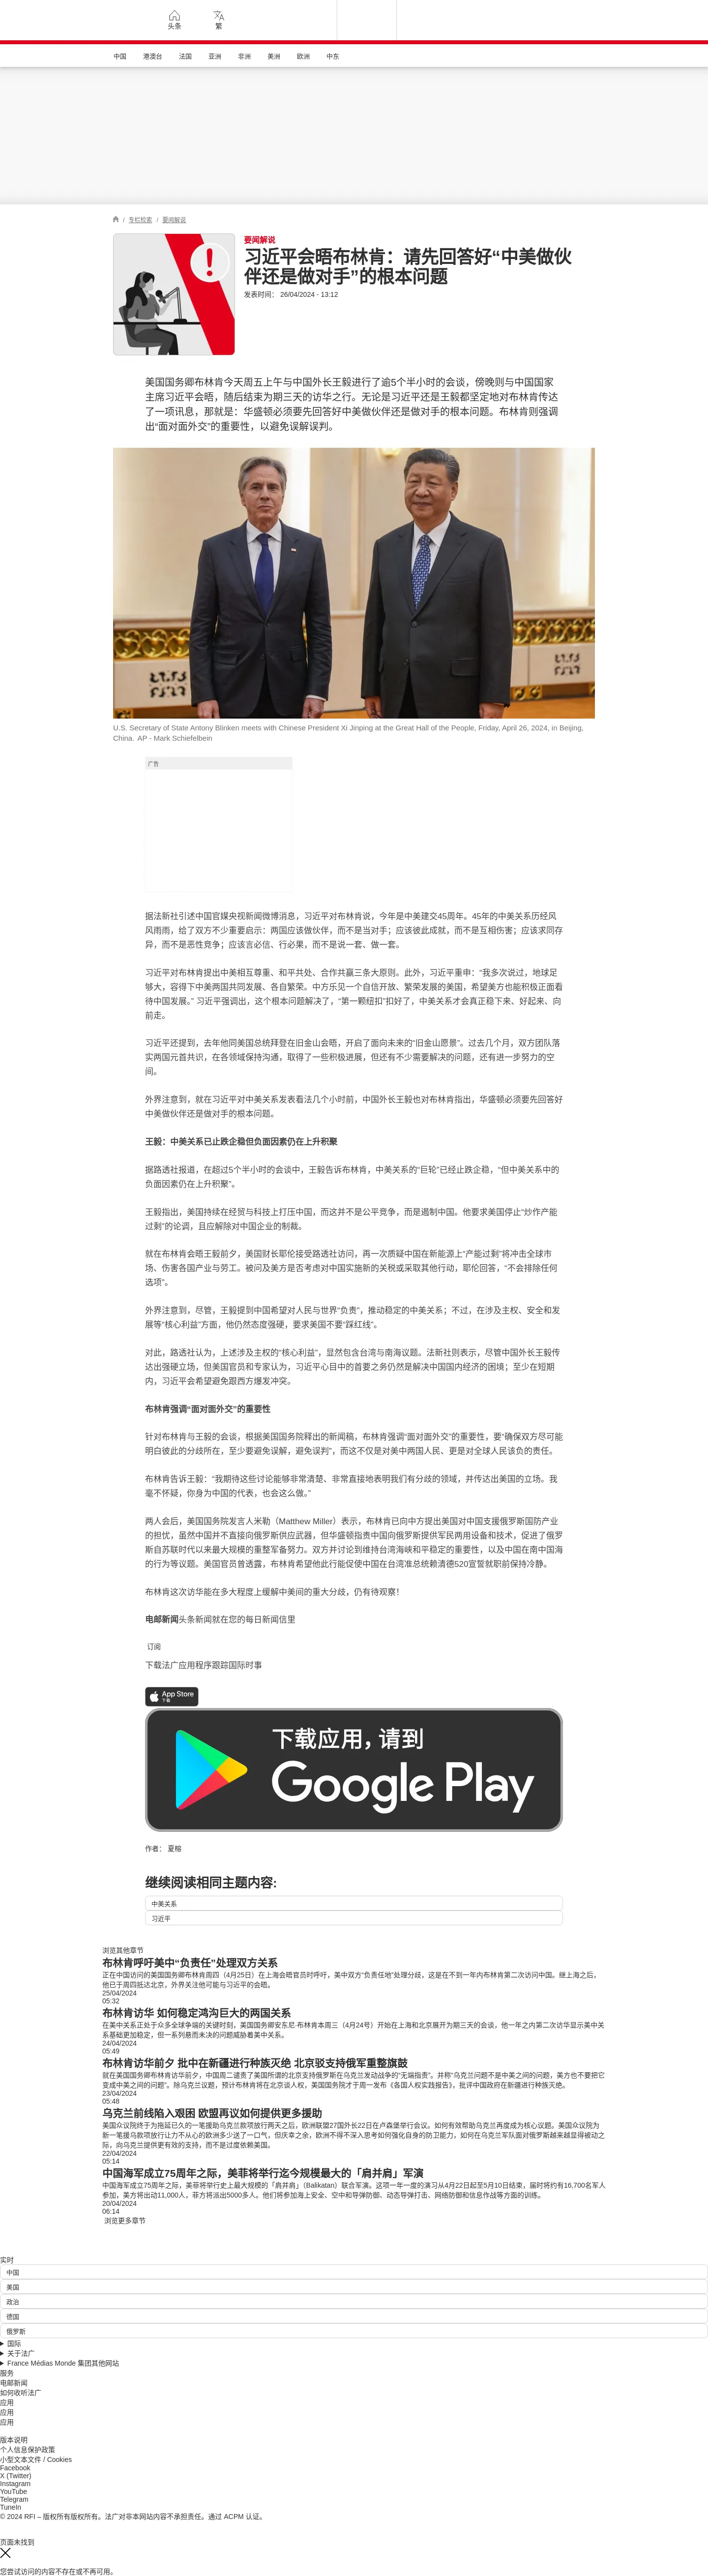 头条
繁
中国
港澳台
法国
亚洲
非洲
美洲
欧洲
中东
/ 专栏检索 / 要闻解说
要闻解说
习近平会晤布林肯：请先回答好“中美做伙
伴还是做对手”的根本问题
发表时间： 26/04/2024 - 13:12
美国国务卿布林肯今天周五上午与中国外长王毅进行了逾5个半小时的会谈，傍晚则与中国国家
主席习近平会晤，随后结束为期三天的访华之行。无论是习近平还是王毅都坚定地对布林肯传达
了一项讯息，那就是：华盛顿必须要先回答好中美做伙伴还是做对手的根本问题。布林肯则强调
出“面对面外交”的重要性，以避免误解误判。
U.S. Secretary of State Antony Blinken meets with Chinese President Xi Jinping at the Great Hall of the People, Friday, April 26, 2024, in Beijing,
China. AP - Mark Schiefelbein
广告
据法新社引述中国官媒央视新闻微博消息，习近平对布林肯说，今年是中美建交45周年。45年的中美关系历经风
风雨雨，给了双方不少重要启示：两国应该做伙伴，而不是当对手；应该彼此成就，而不是互相伤害；应该求同存
异，而不是恶性竞争；应该言必信、行必果，而不是说一套、做一套。
习近平对布林肯提出中美相互尊重、和平共处、合作共赢三条大原则。此外，习近平重申：“我多次说过，地球足
够大，容得下中美两国共同发展、各自繁荣。中方乐见一个自信开放、繁荣发展的美国，希望美方也能积极正面看
待中国发展。” 习近平强调出，这个根本问题解决了，“第一颗纽扣”扣好了，中美关系才会真正稳下来、好起来、向
前走。
习近平还提到，去年他同美国总统拜登在旧金山会晤，开启了面向未来的“旧金山愿景”。过去几个月，双方团队落
实两国元首共识，在各领域保持沟通，取得了一些积极进展，但还有不少需要解决的问题，还有进一步努力的空
间。
外界注意到，就在习近平对中美关系发表看法几个小时前，中国外长王毅也对布林肯指出，华盛顿必须要先回答好
中美做伙伴还是做对手的根本问题。
王毅：中美关系已止跌企稳但负面因素仍在上升积聚
据路透社报道，在超过5个半小时的会谈中，王毅告诉布林肯，中美关系的“巨轮”已经止跌企稳，“但中美关系中的
负面因素仍在上升积聚”。
王毅指出，美国持续在经贸与科技上打压中国，而这并不是公平竞争，而是遏制中国。他要求美国停止“炒作产能
过剩”的论调，且应解除对中国企业的制裁。
就在布林肯会晤王毅前夕，美国财长耶伦接受路透社访问，再一次质疑中国在新能源上“产能过剩”将冲击全球市
场、伤害各国产业与劳工。被问及美方是否考虑对中国实施新的关税或采取其他行动，耶伦回答，“不会排除任何
选项”。
外界注意到，尽管，王毅提到中国希望对人民与世界“负责”，推动稳定的中美关系；不过，在涉及主权、安全和发
展等“核心利益”方面，他仍然态度强硬，要求美国不要“踩红线”。
对此，路透社认为，上述涉及主权的“核心利益”，显然包含台湾与南海议题。法新社则表示，尽管中国外长王毅传
达出强硬立场，但美国官员和专家认为，习近平心目中的首要之务仍然是解决中国国内经济的困境；至少在短期
内，习近平会希望避免跟西方爆发冲突。
布林肯强调“面对面外交”的重要性
针对布林肯与王毅的会谈，根据美国国务院释出的新闻稿，布林肯强调“面对面外交”的重要性，要“确保双方尽可能
明白彼此的分歧所在，至少要避免误解，避免误判”，而这不仅是对美中两国人民、更是对全球人民该负的责任。
布林肯告诉王毅：“我期待这些讨论能够非常清楚、非常直接地表明我们有分歧的领域，并传达出美国的立场。我
毫不怀疑，你身为中国的代表，也会这么做。”
两人会后，美国国务院发言人米勒（Matthew Miller）表示，布林肯已向中方提出美国对中国支援俄罗斯国防产业
的担忧，虽然中国并不直接向俄罗斯供应武器，但华盛顿指责中国向俄罗斯提供军民两用设备和技术，促进了俄罗
斯自苏联时代以来最大规模的重整军备努力。双方并讨论到维持台湾海峡和平稳定的重要性，以及中国在南中国海
的行为等议题。美国官员曾透露，布林肯希望他此行能促使中国在台湾准总统赖清德520宣誓就职前保持冷静。
布林肯这次访华能在多大程度上缓解中美间的重大分歧，仍有待观察！
电邮新闻头条新闻就在您的每日新闻信里
订阅
下载法广应用程序跟踪国际时事
App Store
下载
下载应用，请到
Google Play
作者： 夏榕
继续阅读相同主题内容:
中美关系
习近平
浏览其他章节
布林肯呼吁美中“负责任”处理双方关系
正在中国访问的美国国务卿布林肯周四（4月25日）在上海会晤官员时呼吁，美中双方“负责任地”处理分歧，这是在不到一年内布林肯第二次访问中国。继上海之后，
他已于周四抵达北京，外界关注他可能与习近平的会晤。
25/04/2024
05:32
布林肯访华 如何稳定鸿沟巨大的两国关系
在美中关系正处于众多全球争端的关键时刻，美国国务卿安东尼·布林肯本周三（4月24号）开始在上海和北京展开为期三天的会谈，他一年之内第二次访华显示美中关
系基础更加稳定，但一系列悬而未决的问题威胁着美中关系。
24/04/2024
05:49
布林肯访华前夕 批中在新疆进行种族灭绝 北京驳支持俄军重整旗鼓
就在美国国务卿布林肯访华前夕，中国周二谴责了美国所谓的北京支持俄罗斯在乌克兰发动战争的“无端指责”。并称“乌克兰问题不是中美之间的问题，美方也不要把它
变成中美之间的问题”。除乌克兰议题，预计布林肯将在北京谈人权，美国国务院才于周一发布《各国人权实践报告》，批评中国政府在新疆进行种族灭绝。
23/04/2024
05:48
乌克兰前线陷入艰困 欧盟再议如何提供更多援助
美国众议院终于为拖延已久的一笔援助乌克兰款项放行两天之后，欧洲联盟27国外长22日在卢森堡举行会议。如何有效帮助乌克兰再度成为核心议题。美国众议院为
新一笔援乌款项放行让力不从心的欧洲多少送了一口气，但庆幸之余，欧洲不得不深入思考如何强化自身的防卫能力，如何在乌克兰军队面对俄罗斯越来越显得被动之
际，向乌克兰提供更有效的支持，而不是过度依赖美国。
22/04/2024
05:14
中国海军成立75周年之际，美菲将举行迄今规模最大的「肩并肩」军演
中国海军成立75周年之际，美菲将举行史上最大规模的「肩并肩」（Balikatan）联合军演。这项一年一度的演习从4月22日起至5月10日结束，届时将约有16,700名军人
参加，美方将出动11,000人，菲方将派出5000多人。他们将参加海上安全、空中和导弹防御、动态导弹打击、网络防御和信息作战等方面的训练。
20/04/2024
06:14
浏览更多章节
实时
中国
美国
政治
德国
俄罗斯
国际
关于法广
France Médias Monde 集团其他网站
服务
电邮新闻
如何收听法广
应用
应用
应用
版本说明
个人信息保护政策
小型文本文件 / Cookies
Facebook
X (Twitter)
Instagram
YouTube
Telegram
TuneIn
© 2024 RFI – 版权所有版权所有。法广对非本网站内容不承担责任。通过 ACPM 认证。
页面未找到
您尝试访问的内容不存在或不再可用。